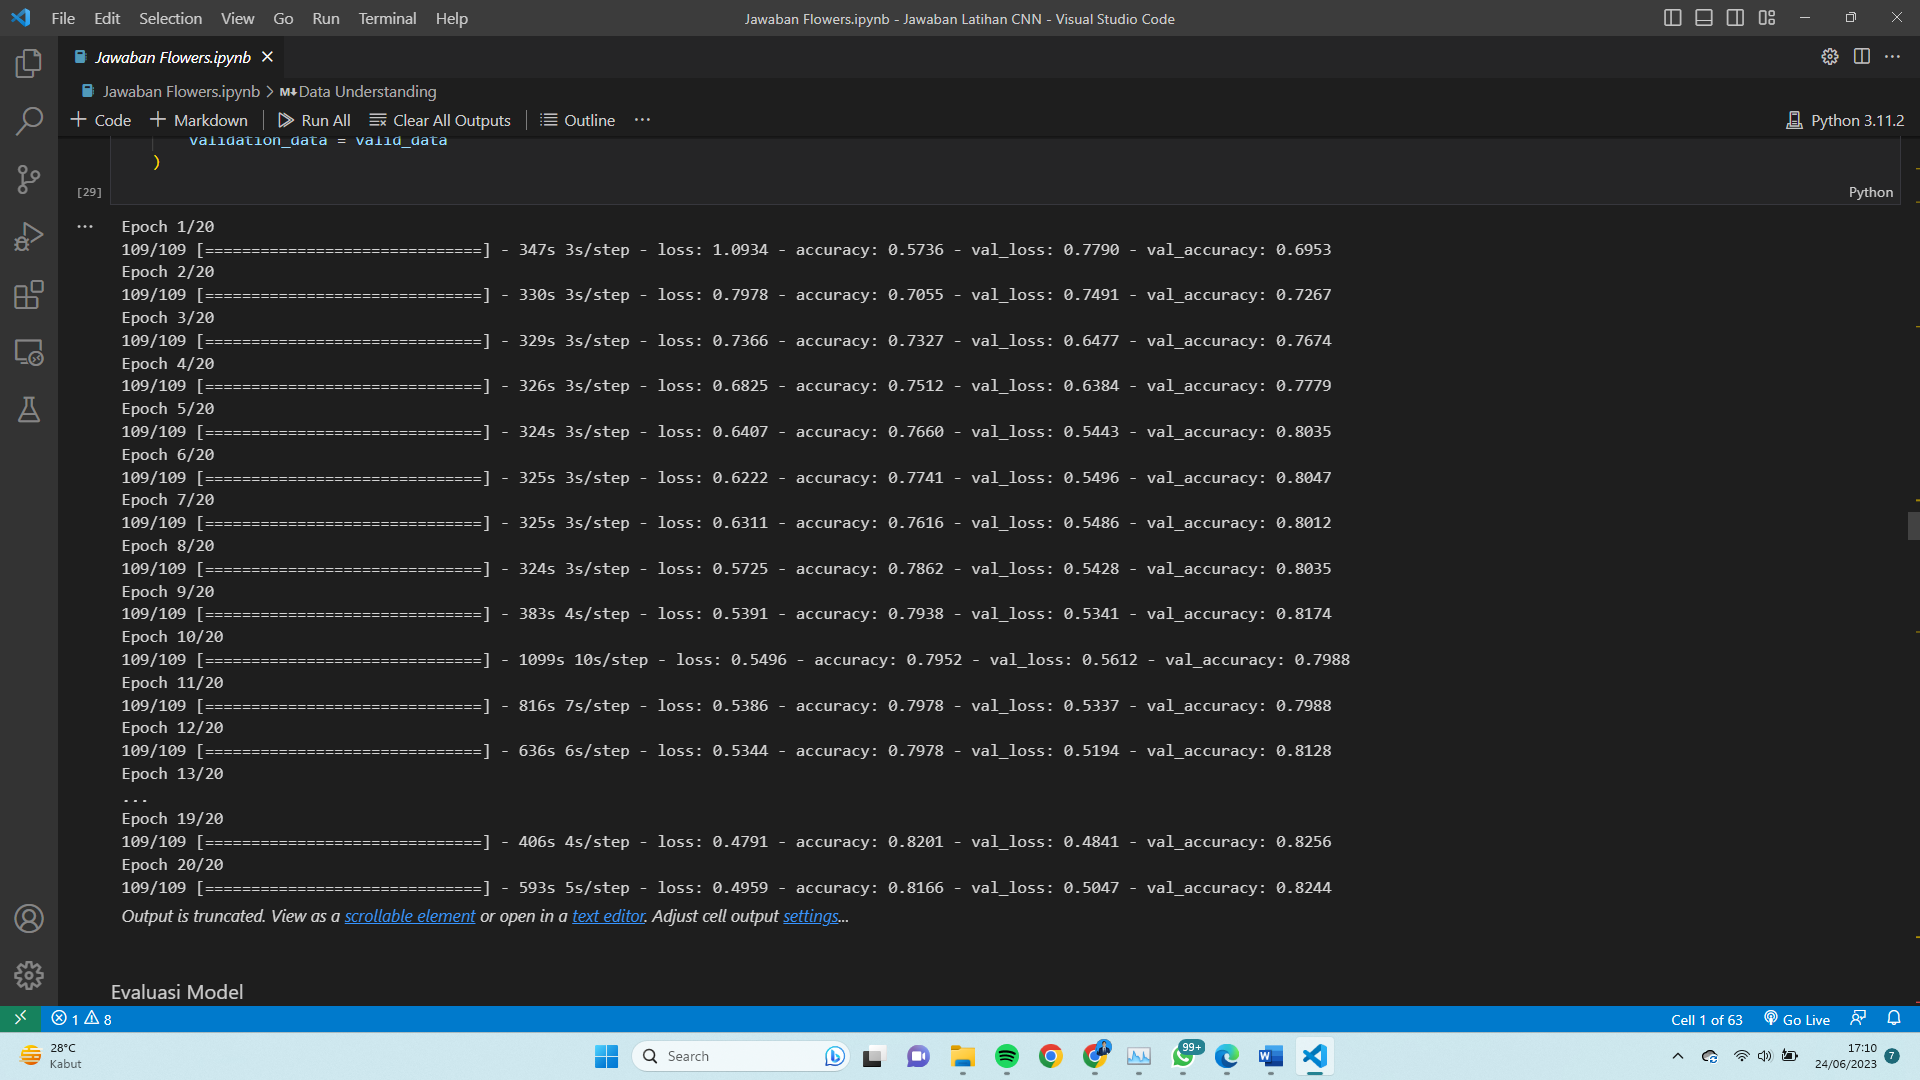 File Edit Selection View Go Run Terminal Help
Jawaban Flowers.ipynb - Jawaban Latihan CNN - Visual Studio Code
Jawaban Flowers.ipynb
Jawaban Flowers.ipynb > M↓Data Understanding
+ Code + Markdown Run All Clear All Outputs Outline ...
Python 3.11.2
validation_data = valid_data
)
[29]
Python
...
Epoch 1/20
109/109 [==============================] - 347s 3s/step - loss: 1.0934 - accuracy: 0.5736 - val_loss: 0.7790 - val_accuracy: 0.6953
Epoch 2/20
109/109 [==============================] - 330s 3s/step - loss: 0.7978 - accuracy: 0.7055 - val_loss: 0.7491 - val_accuracy: 0.7267
Epoch 3/20
109/109 [==============================] - 329s 3s/step - loss: 0.7366 - accuracy: 0.7327 - val_loss: 0.6477 - val_accuracy: 0.7674
Epoch 4/20
109/109 [==============================] - 326s 3s/step - loss: 0.6825 - accuracy: 0.7512 - val_loss: 0.6384 - val_accuracy: 0.7779
Epoch 5/20
109/109 [==============================] - 324s 3s/step - loss: 0.6407 - accuracy: 0.7660 - val_loss: 0.5443 - val_accuracy: 0.8035
Epoch 6/20
109/109 [==============================] - 325s 3s/step - loss: 0.6222 - accuracy: 0.7741 - val_loss: 0.5496 - val_accuracy: 0.8047
Epoch 7/20
109/109 [==============================] - 325s 3s/step - loss: 0.6311 - accuracy: 0.7616 - val_loss: 0.5486 - val_accuracy: 0.8012
Epoch 8/20
109/109 [==============================] - 324s 3s/step - loss: 0.5725 - accuracy: 0.7862 - val_loss: 0.5428 - val_accuracy: 0.8035
Epoch 9/20
109/109 [==============================] - 383s 4s/step - loss: 0.5391 - accuracy: 0.7938 - val_loss: 0.5341 - val_accuracy: 0.8174
Epoch 10/20
109/109 [==============================] - 1099s 10s/step - loss: 0.5496 - accuracy: 0.7952 - val_loss: 0.5612 - val_accuracy: 0.7988
Epoch 11/20
109/109 [==============================] - 816s 7s/step - loss: 0.5386 - accuracy: 0.7978 - val_loss: 0.5337 - val_accuracy: 0.7988
Epoch 12/20
109/109 [==============================] - 636s 6s/step - loss: 0.5344 - accuracy: 0.7978 - val_loss: 0.5194 - val_accuracy: 0.8128
Epoch 13/20
...
Epoch 19/20
109/109 [==============================] - 406s 4s/step - loss: 0.4791 - accuracy: 0.8201 - val_loss: 0.4841 - val_accuracy: 0.8256
Epoch 20/20
109/109 [==============================] - 593s 5s/step - loss: 0.4959 - accuracy: 0.8166 - val_loss: 0.5047 - val_accuracy: 0.8244
Output is truncated. View as a scrollable element or open in a text editor. Adjust cell output settings...
Evaluasi Model
1 8
Cell 1 of 63 Go Live
28°C
Kabut
Search
99+
17:10
24/06/2023
7